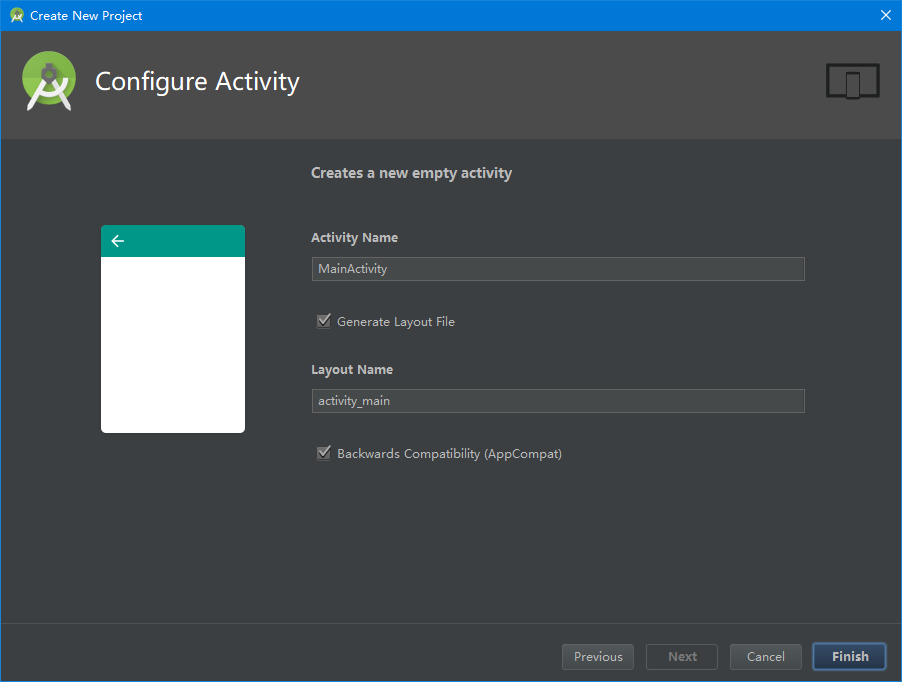 Create New Project
Configure Activity
Creates a new empty activity
Activity Name
MainActivity
Generate Layout File
Layout Name
activity_main
Backwards Compatibility (AppCompat)
Previous
Next
Cancel
Finish